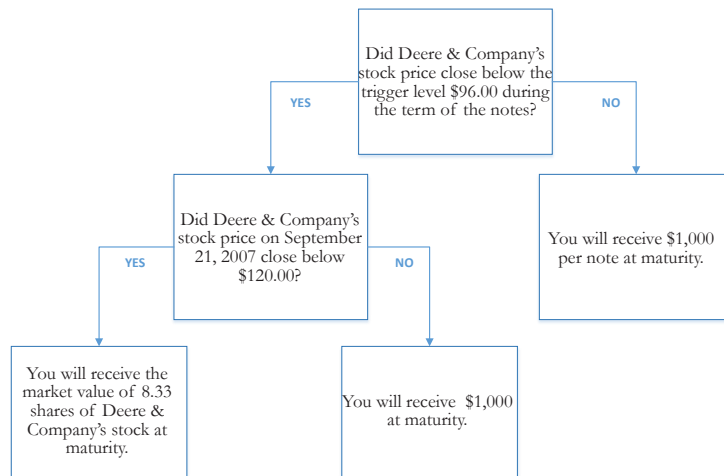 Did Deere & Company's
stock price close below the
trigger level $96.00 during
the term of the notes?
YES
NO
Did Deere & Company's
stock price on September
21, 2007 close below
$120.00?
You will receive $1,000
per note at maturity.
YES
NO
You will receive the
market value of 8.33
shares of Deere &
Company's stock at
maturity.
You will receive $1,000
at maturity.